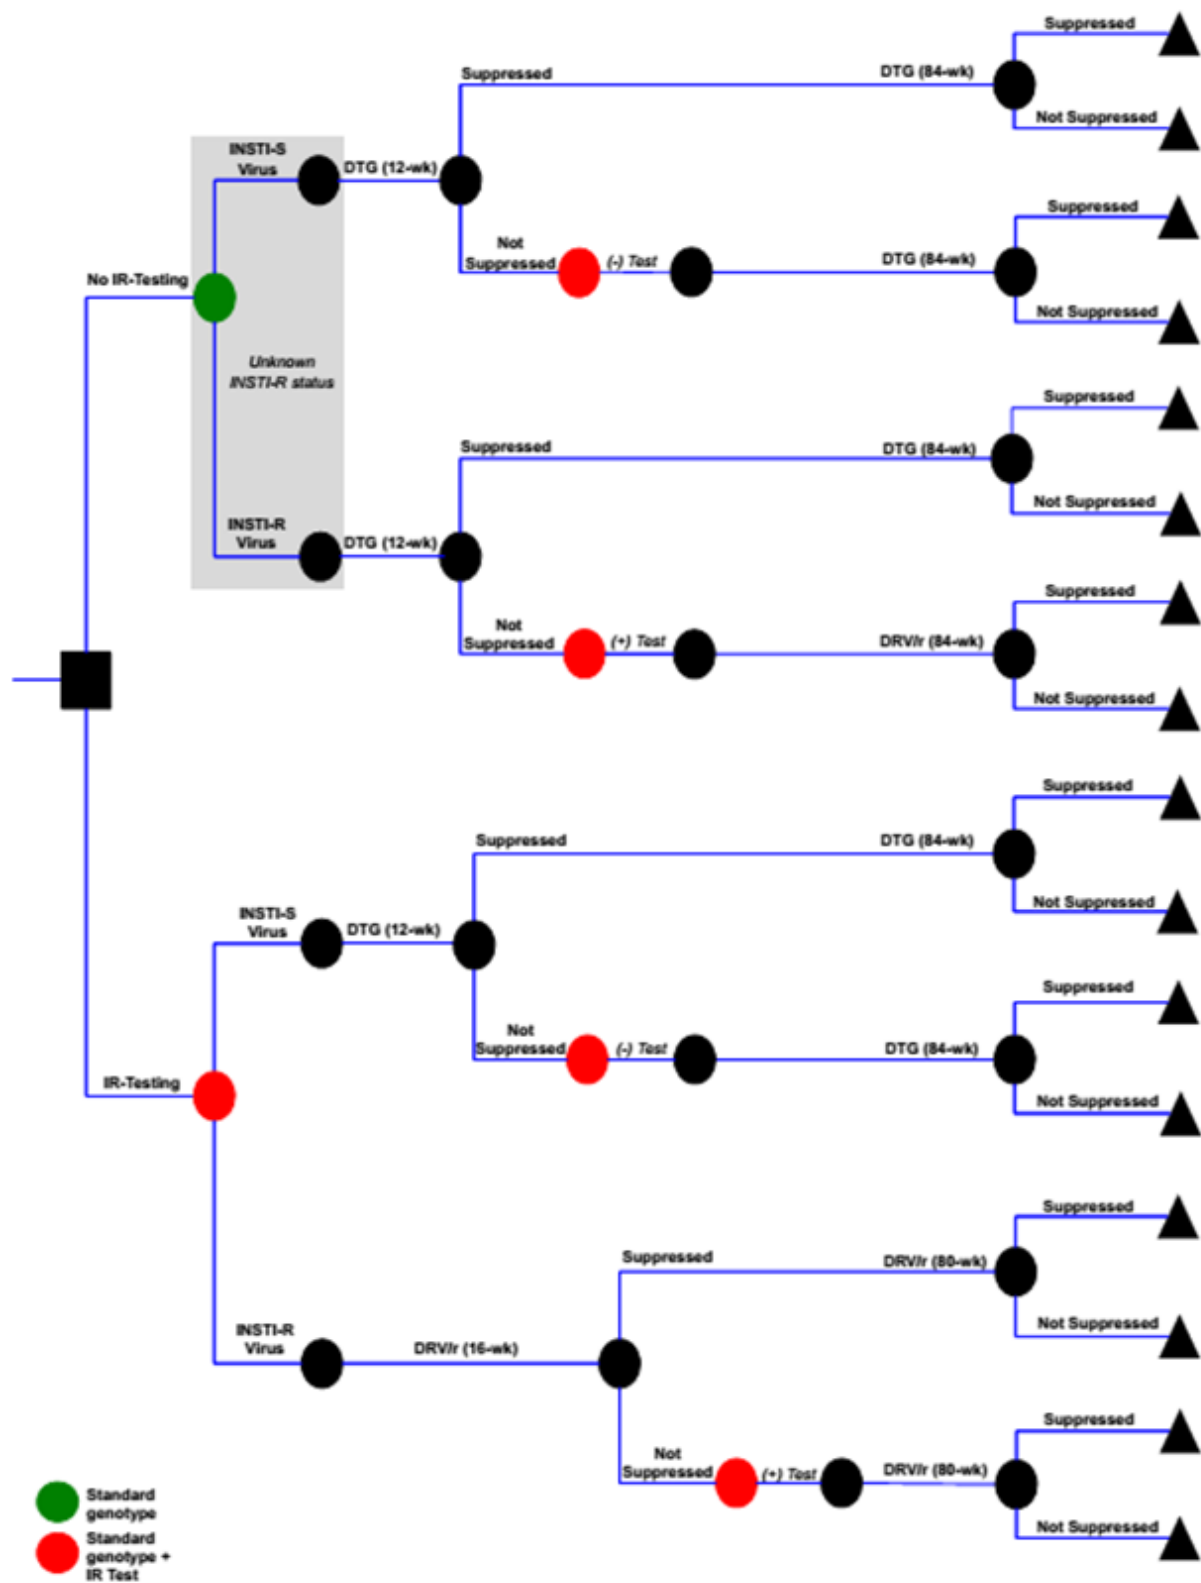 Suppressed
DTG (84-wk)
Suppressed
Not Suppressed
INSTI-S
Virus
DTG (12-wk)
Suppressed
Not
Suppressed
(-) Test
DTG (84-wk)
No IR-Testing
Not Suppressed
Unknown
INSTI-R status
Suppressed
Suppressed
DTG (84-wk)
Not Suppressed
INSTI-R
Virus
DTG (12-wk)
Suppressed
Not
Suppressed
(+) Test
DRV/r (84-wk)
Not Suppressed
Suppressed
Suppressed
DTG (84-wk)
Not Suppressed
INSTI-S
Virus
DTG (12-wk)
Suppressed
Not
Suppressed
(-) Test
DTG (84-wk)
IR-Testing
Not Suppressed
Suppressed
Suppressed
DRV/r (80-wk)
Not Suppressed
INSTI-R
Virus
DRV/r (16-wk)
Suppressed
Not
Suppressed
(+) Test
DRV/r (80-wk)
Not Suppressed
Standard
genotype
Standard
genotype +
IR Test